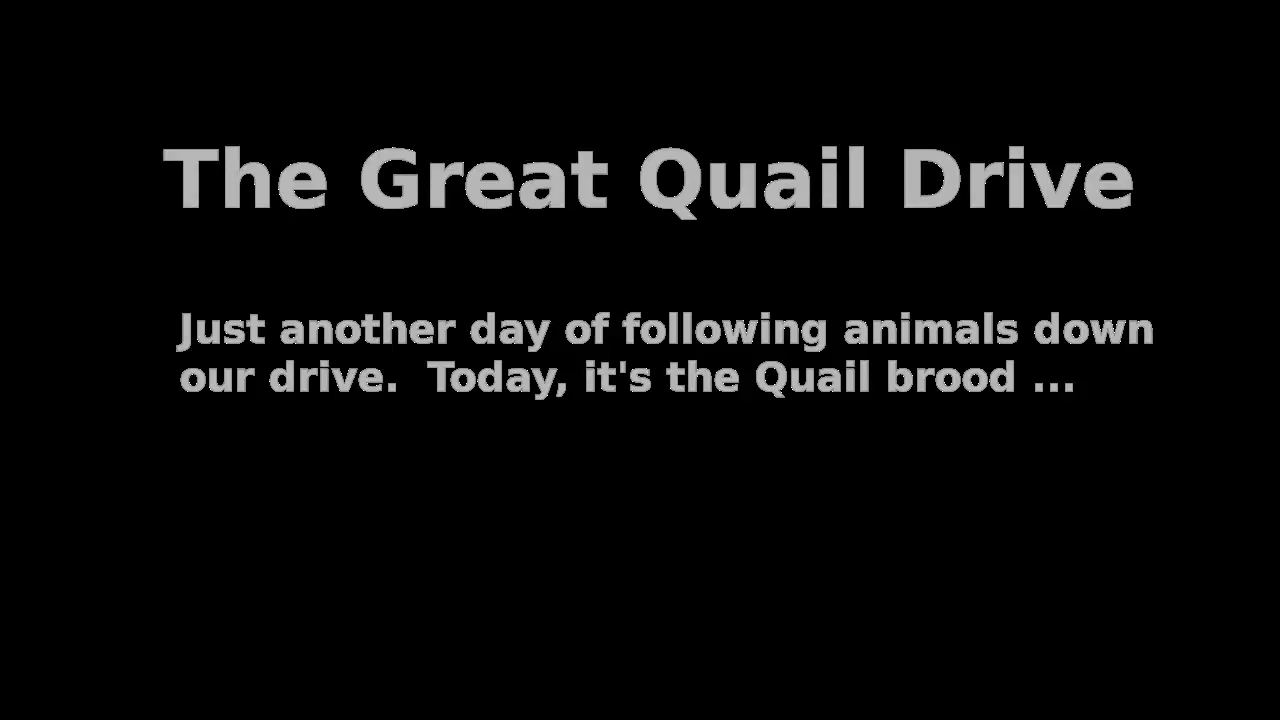 The Great Quail Drive
Just another day of following animals down
our drive.  Today, it's the Quail brood ...